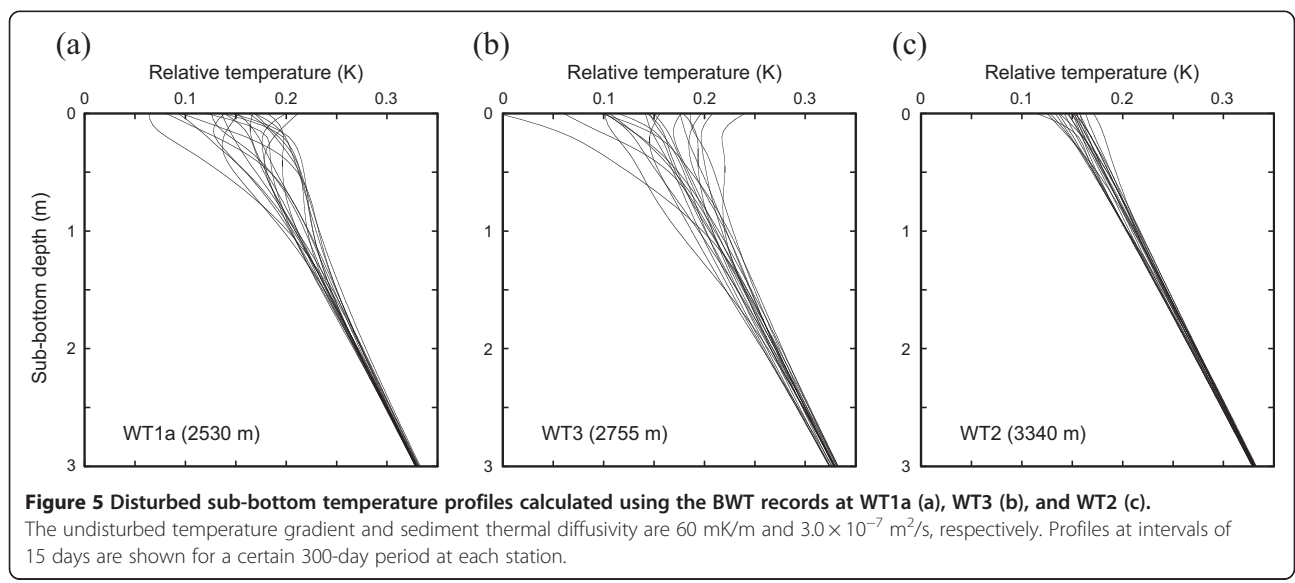 (a)
(b)
(c)
Relative temperature (K)
Relative temperature (K)
Relative temperature (K)
0 0.1 0.2 0.3
0 0.1 0.2 0.3
0 0.1 0.2 0.3
Sub-bottom depth (m)
0
1
2
3
0
1
2
3
0
1
2
3
WT1a (2530 m)
WT3 (2755 m)
WT2 (3340 m)
Figure 5 Disturbed sub-bottom temperature profiles calculated using the BWT records at WT1a (a), WT3 (b), and WT2 (c).
The undisturbed temperature gradient and sediment thermal diffusivity are 60 mK/m and 3.0 × 10⁻⁷ m²/s, respectively. Profiles at intervals of
15 days are shown for a certain 300-day period at each station.